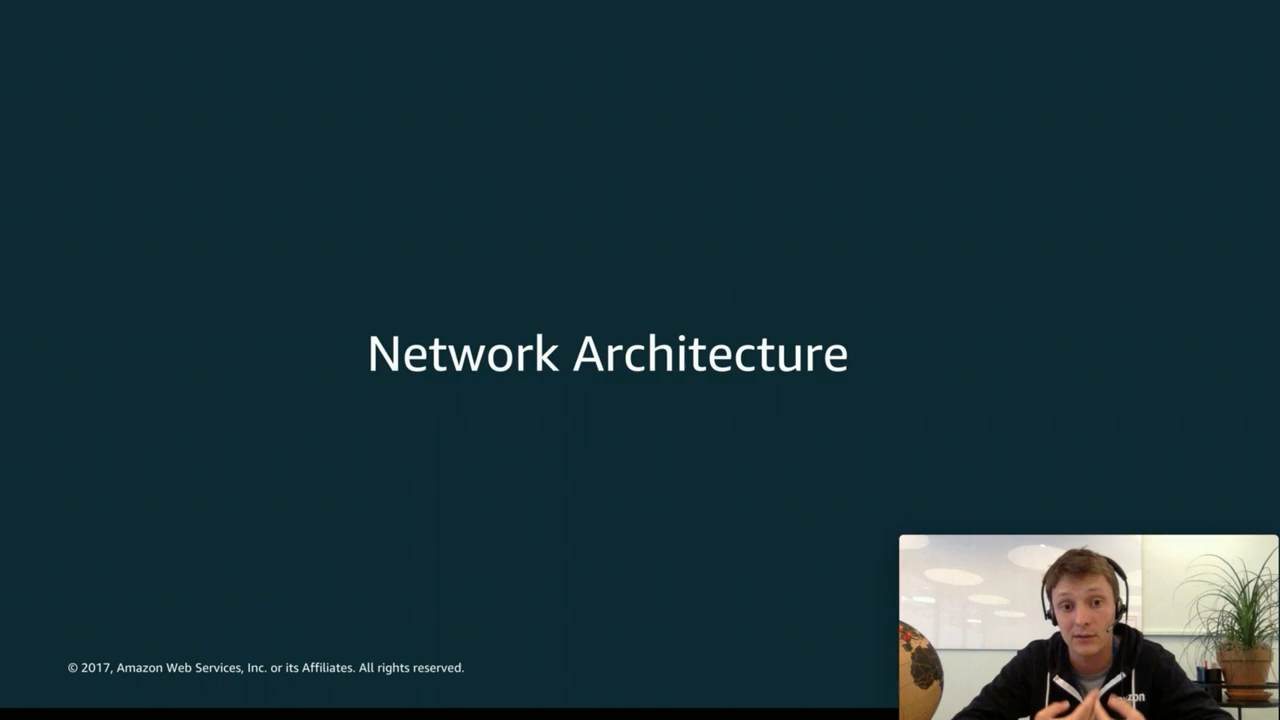 Network Architecture
© 2017, Amazon Web Services, Inc. or its Affiliates. All rights reserved.